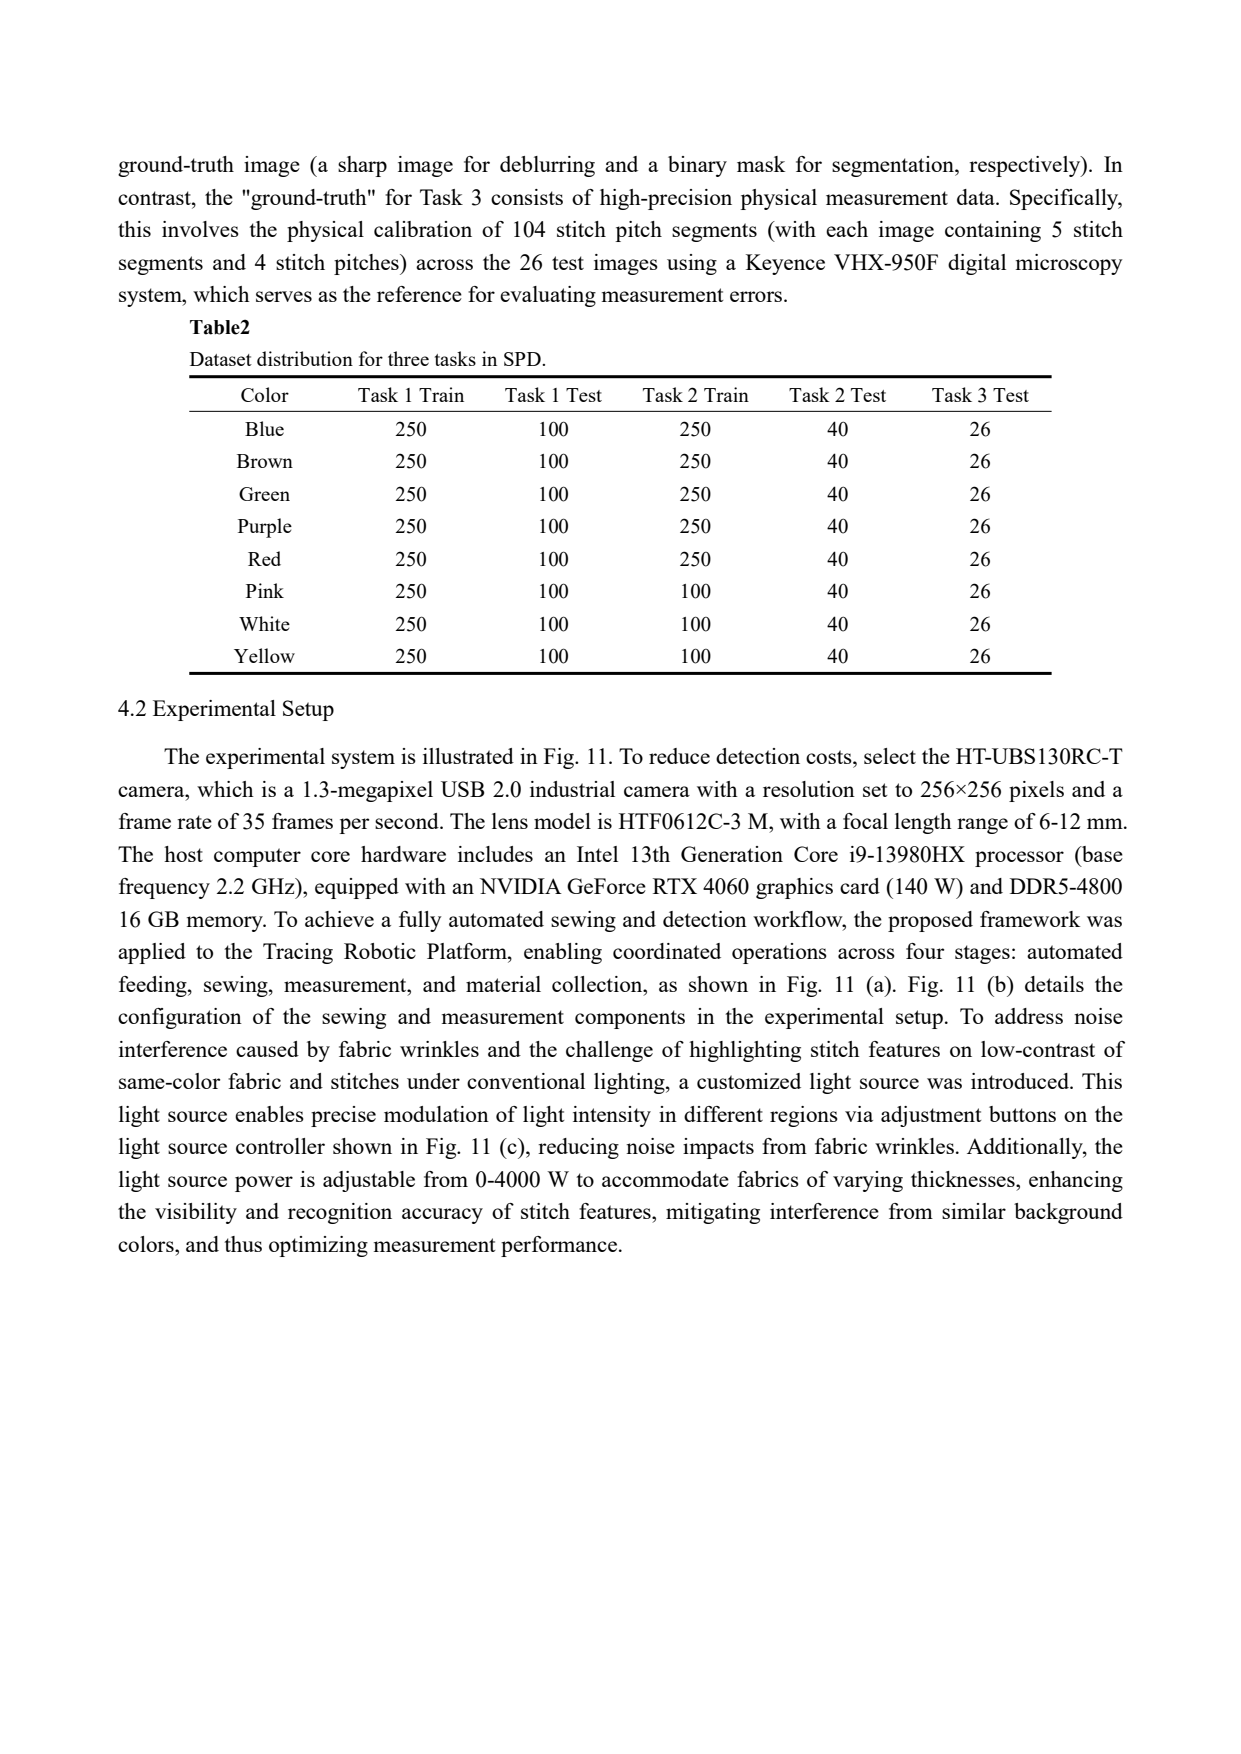 ground-truth image (a sharp image for deblurring and a binary mask for segmentation, respectively). In
contrast, the "ground-truth" for Task 3 consists of high-precision physical measurement data. Specifically,
this involves the physical calibration of 104 stitch pitch segments (with each image containing 5 stitch
segments and 4 stitch pitches) across the 26 test images using a Keyence VHX-950F digital microscopy
system, which serves as the reference for evaluating measurement errors.
Table2
Dataset distribution for three tasks in SPD.
Color Task 1 Train Task 1 Test Task 2 Train Task 2 Test Task 3 Test
Blue 250 100 250 40 26
Brown 250 100 250 40 26
Green 250 100 250 40 26
Purple 250 100 250 40 26
Red 250 100 250 40 26
Pink 250 100 100 40 26
White 250 100 100 40 26
Yellow 250 100 100 40 26
4.2 Experimental Setup
The experimental system is illustrated in Fig. 11. To reduce detection costs, select the HT-UBS130RC-T
camera, which is a 1.3-megapixel USB 2.0 industrial camera with a resolution set to 256×256 pixels and a
frame rate of 35 frames per second. The lens model is HTF0612C-3 M, with a focal length range of 6-12 mm.
The host computer core hardware includes an Intel 13th Generation Core i9-13980HX processor (base
frequency 2.2 GHz), equipped with an NVIDIA GeForce RTX 4060 graphics card (140 W) and DDR5-4800
16 GB memory. To achieve a fully automated sewing and detection workflow, the proposed framework was
applied to the Tracing Robotic Platform, enabling coordinated operations across four stages: automated
feeding, sewing, measurement, and material collection, as shown in Fig. 11 (a). Fig. 11 (b) details the
configuration of the sewing and measurement components in the experimental setup. To address noise
interference caused by fabric wrinkles and the challenge of highlighting stitch features on low-contrast of
same-color fabric and stitches under conventional lighting, a customized light source was introduced. This
light source enables precise modulation of light intensity in different regions via adjustment buttons on the
light source controller shown in Fig. 11 (c), reducing noise impacts from fabric wrinkles. Additionally, the
light source power is adjustable from 0-4000 W to accommodate fabrics of varying thicknesses, enhancing
the visibility and recognition accuracy of stitch features, mitigating interference from similar background
colors, and thus optimizing measurement performance.